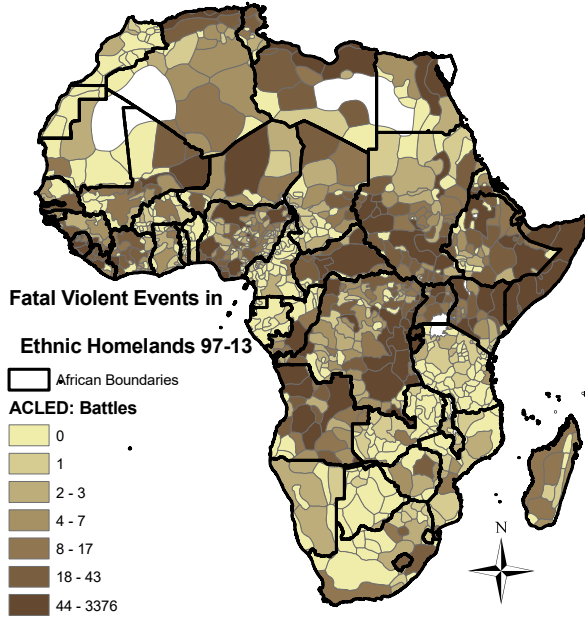 Fatal Violent Events in
Ethnic Homelands 97-13
African Boundaries
ACLED: Battles
0
1
2 - 3
4 - 7
8 - 17
18 - 43
44 - 3376
N